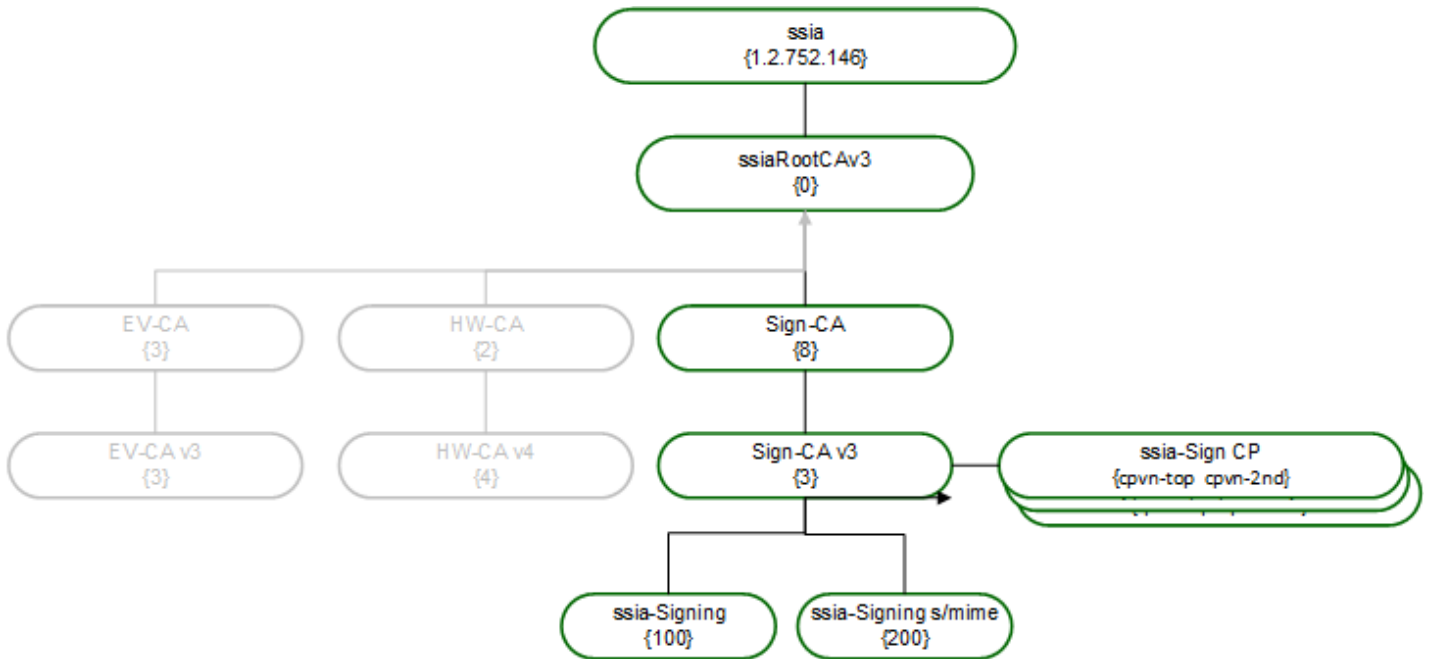 ssia
{1.2.752.146}
ssiaRootCAv3
{0}
EV-CA
{3}
HW-CA
{2}
Sign-CA
{8}
EV-CA v3
{3}
HW-CA v4
{4}
Sign-CA v3
{3}
ssia-Sign CP
{cpvn-top cpvn-2nd}
ssia-Signing
{100}
ssia-Signing s/mime
{200}